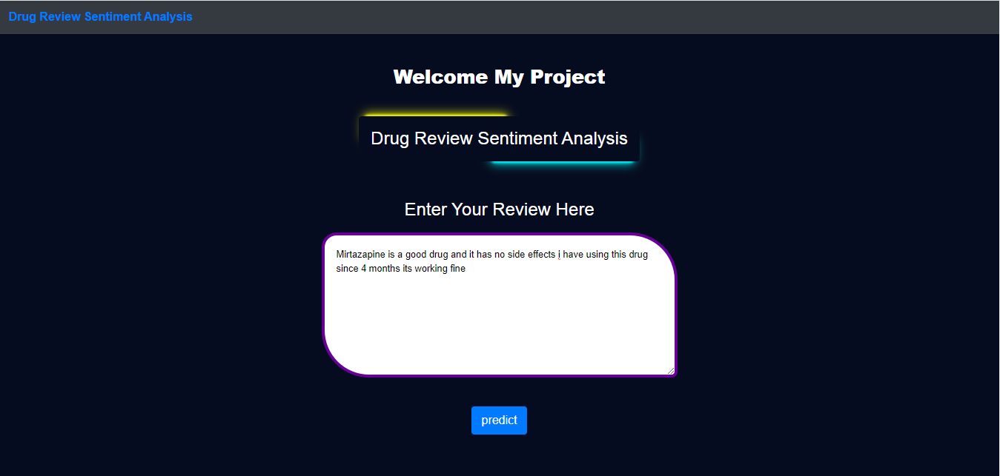 Drug Review Sentiment Analysis
Welcome My Project
Drug Review Sentiment Analysis
Enter Your Review Here
Mirtazapine is a good drug and it has no side effects i have using this drug
since 4 months its working fine
predict